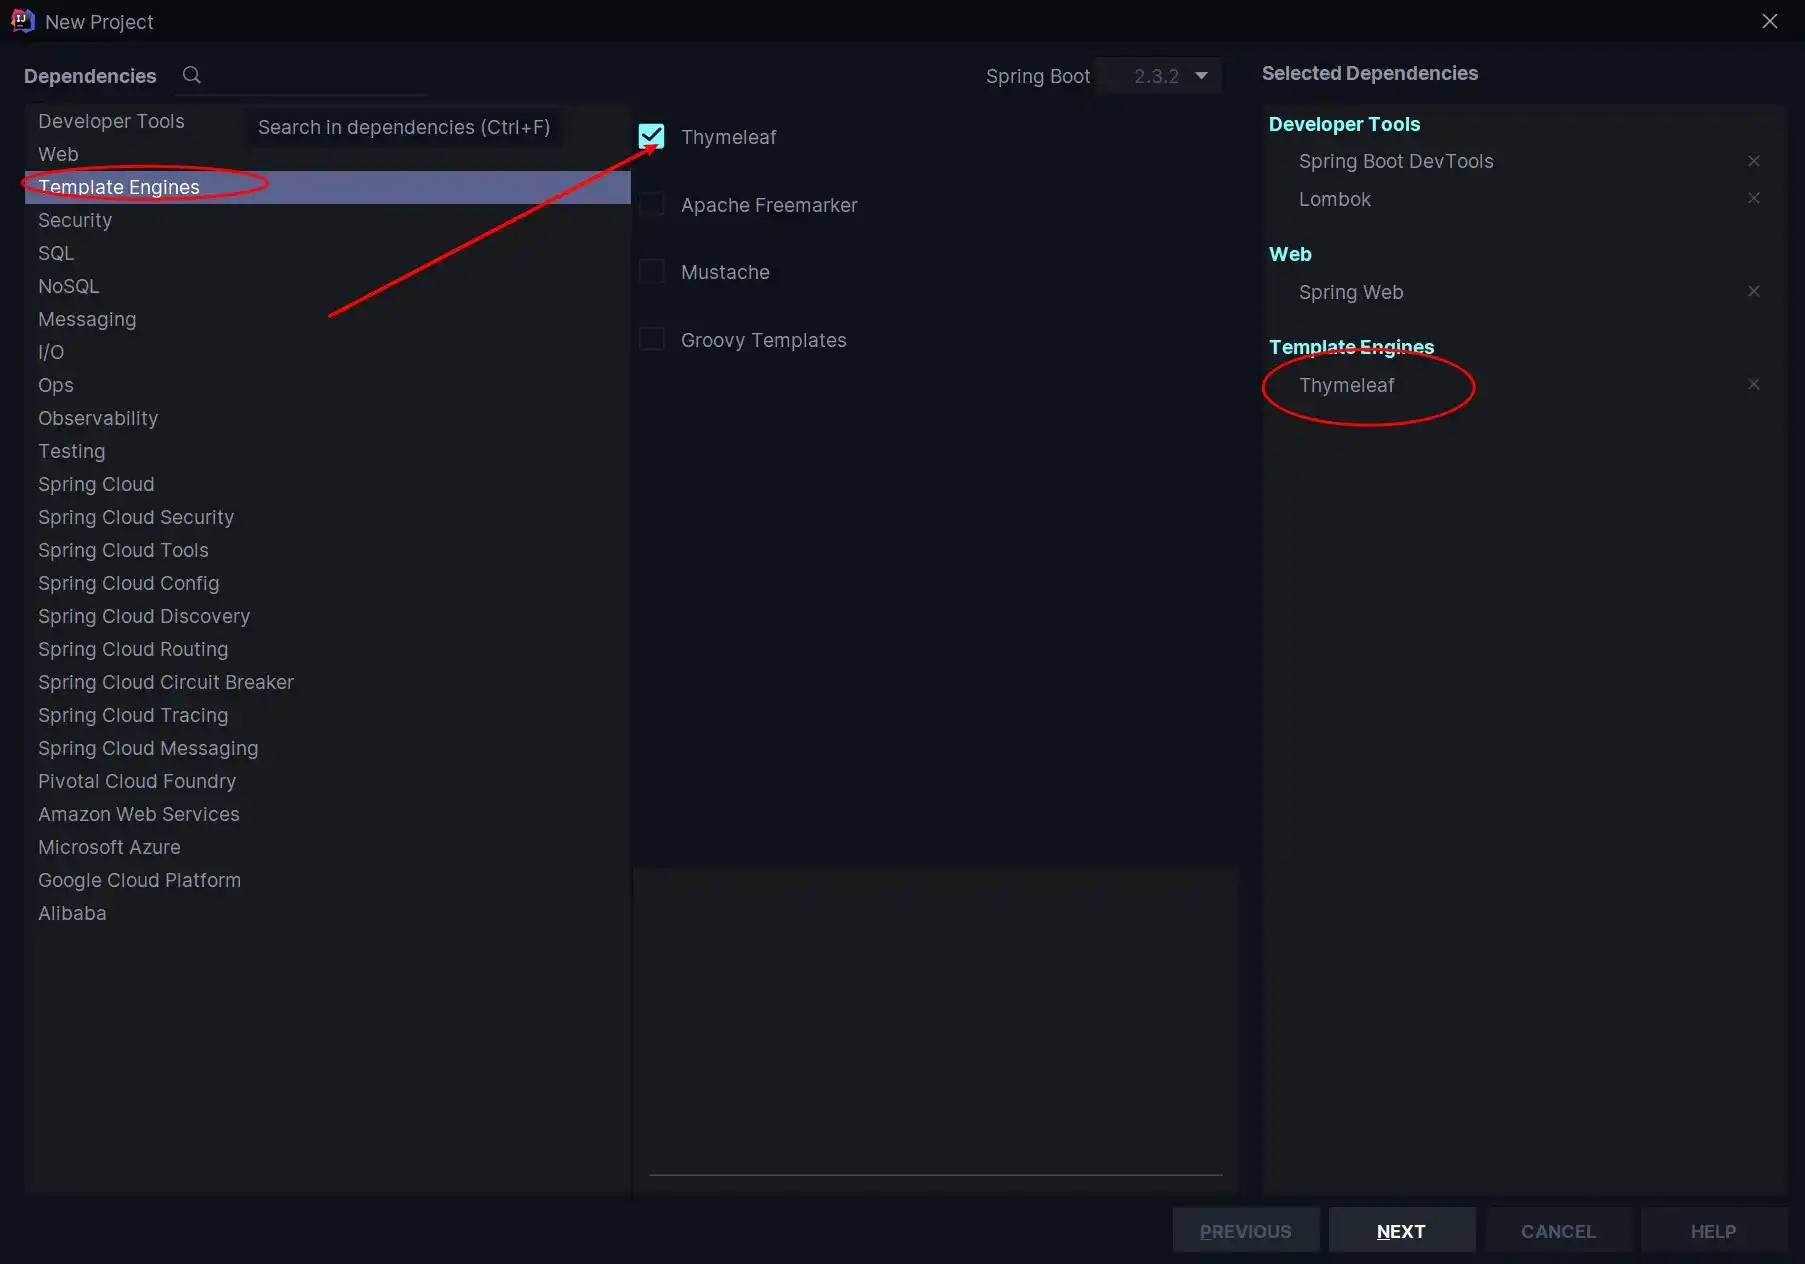 New Project
Dependencies
Spring Boot 2.3.2
Selected Dependencies
Search in dependencies (Ctrl+F)
Developer Tools
Web
Template Engines
Security
SQL
NoSQL
Messaging
I/O
Ops
Observability
Testing
Spring Cloud
Spring Cloud Security
Spring Cloud Tools
Spring Cloud Config
Spring Cloud Discovery
Spring Cloud Routing
Spring Cloud Circuit Breaker
Spring Cloud Tracing
Spring Cloud Messaging
Pivotal Cloud Foundry
Amazon Web Services
Microsoft Azure
Google Cloud Platform
Alibaba
Thymeleaf
Apache Freemarker
Mustache
Groovy Templates
Developer Tools
Spring Boot DevTools
Lombok
Web
Spring Web
Template Engines
Thymeleaf
PREVIOUS
NEXT
CANCEL
HELP